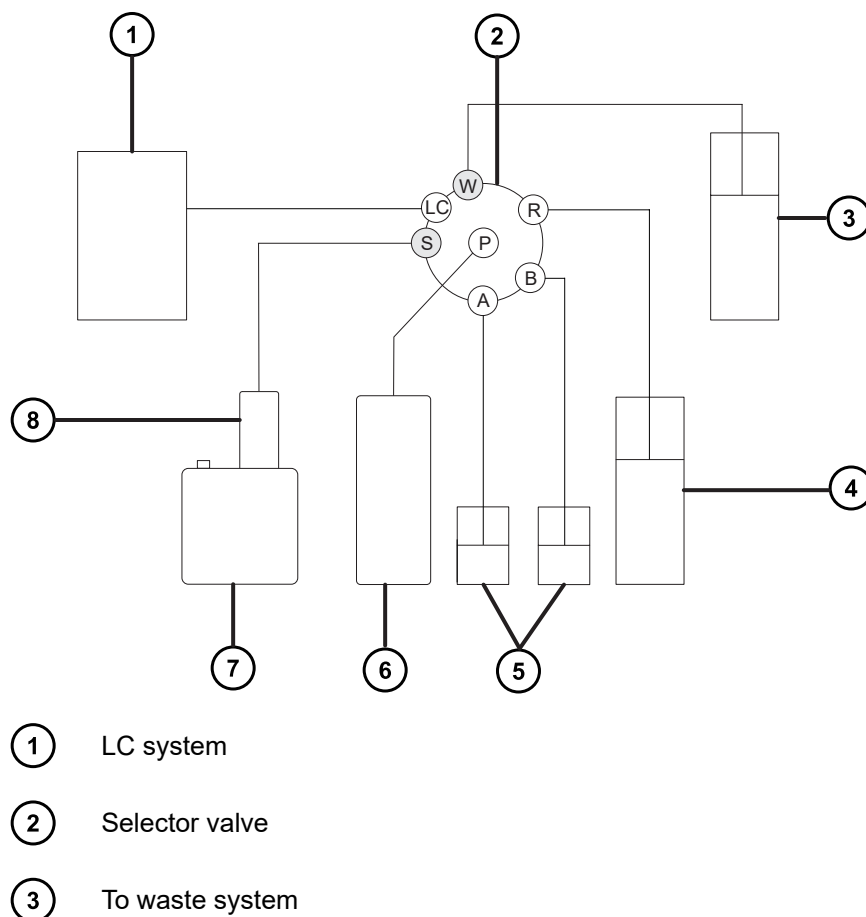 1
2
W
LC
R
3
S
P
B
A
8
4
7
6
5
1 LC system
2 Selector valve
3 To waste system